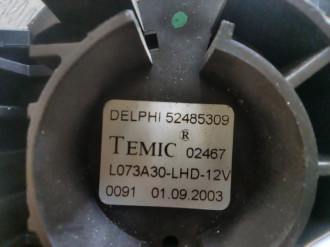 DELPHI 52485309
TEMIC ® 02467
L073A30-LHD-12V
0091 01.09.2003